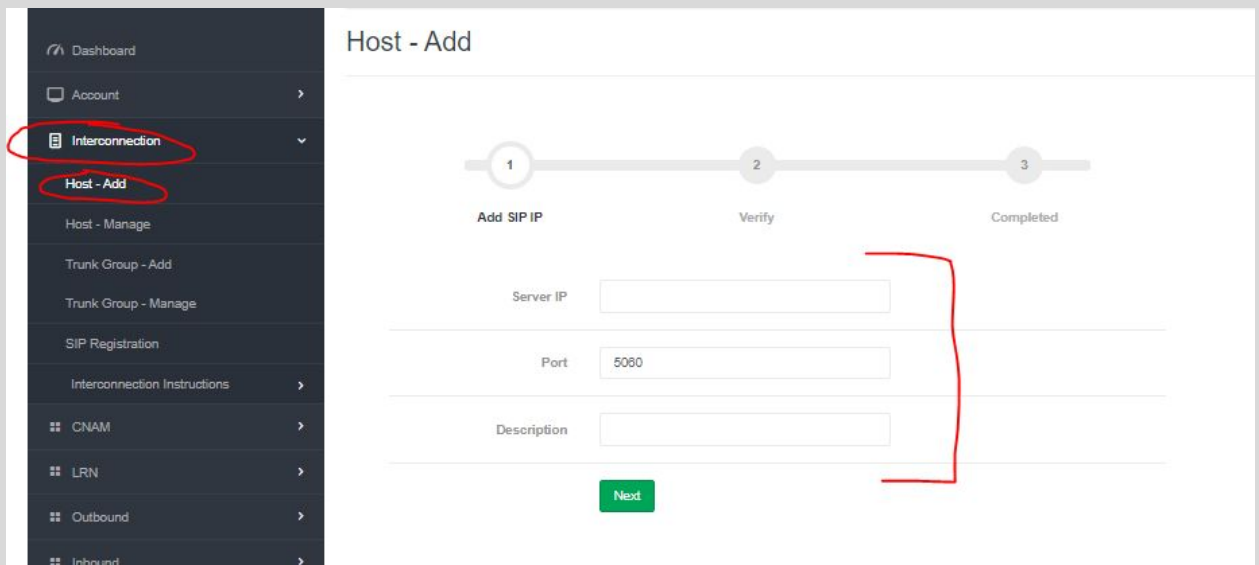 Dashboard
Host - Add
Account
Interconnection
Host - Add
Host - Manage
Trunk Group - Add
Trunk Group - Manage
SIP Registration
Interconnection Instructions
CNAM
LRN
Outbound
Inbound
1 2 3
Add SIP IP Verify Completed
Server IP
Port 5060
Description
Next